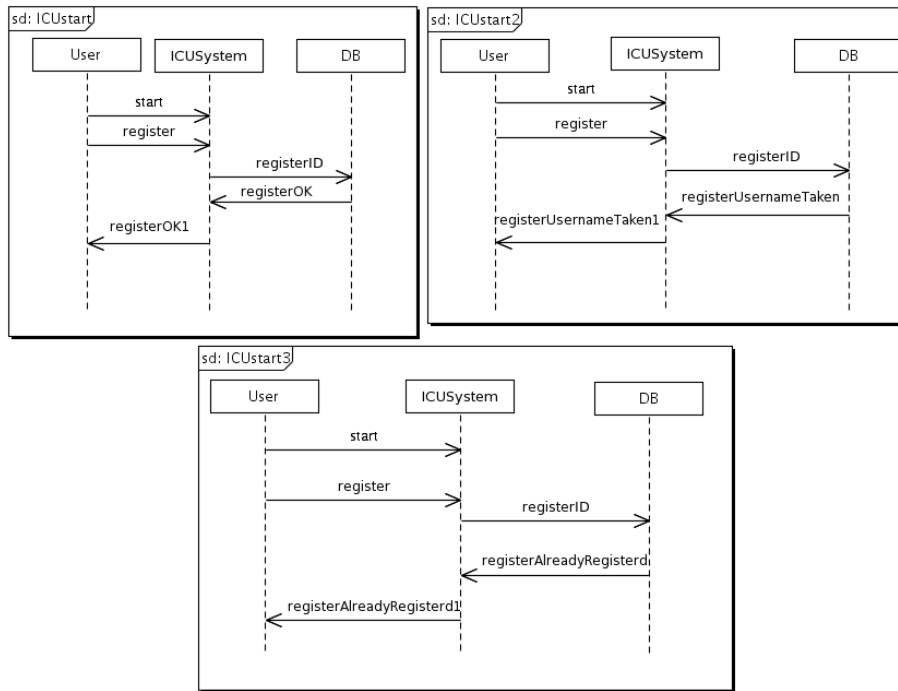 sd: ICUstart
User
ICUSystem
DB
start
register
registerID
registerOK
registerOK1
sd: ICUstart2
User
ICUSystem
DB
start
register
registerID
registerUsernameTaken
registerUsernameTaken1
sd: ICUstart3
User
ICUSystem
DB
start
register
registerID
registerAlreadyRegisterd
registerAlreadyRegisterd1